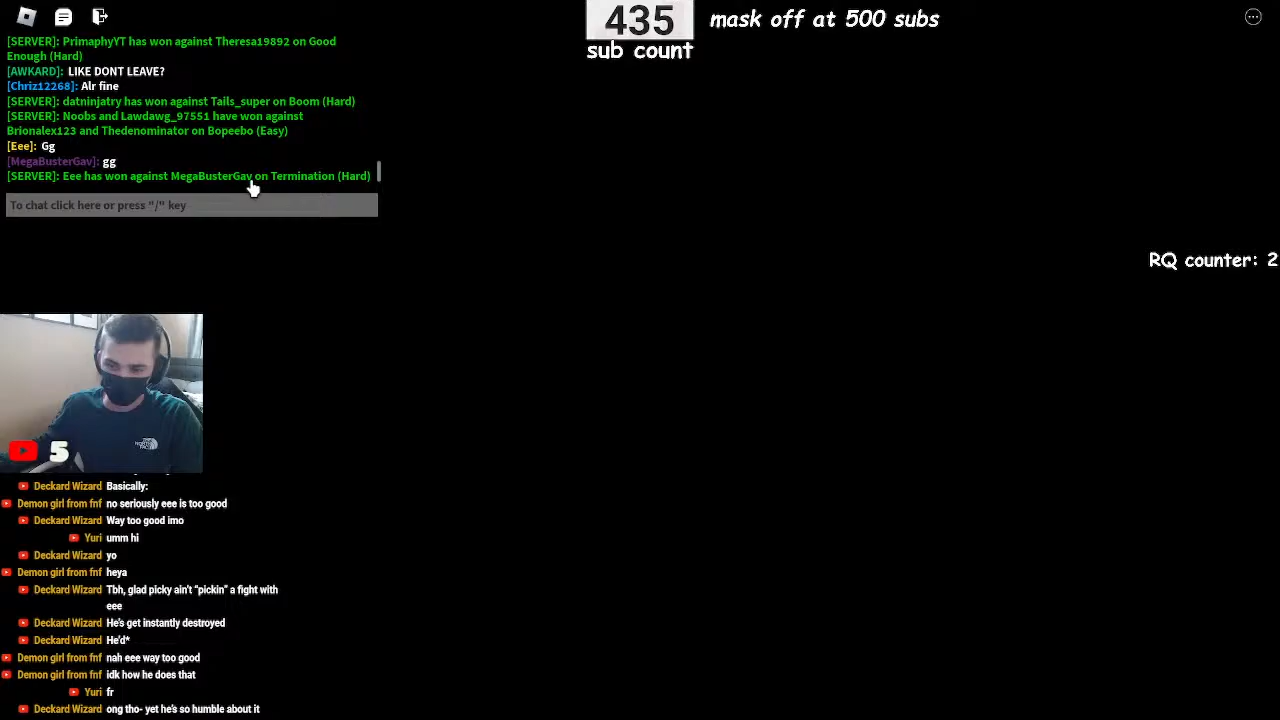 435
mask off at 500 subs
sub count
[SERVER]: PrimaphyYT has won against Theresa19892 on Good
Enough (Hard)
[AWKARD]: LIKE DONT LEAVE?
[Chriz12268]: Alr fine
[SERVER]: datninjatry has won against Tails_super on Boom (Hard)
[SERVER]: Noobs and Lawdawg_97551 have won against
Brionalex123 and Thedenominator on Bopeebo (Easy)
[Eee]: Gg
[MegaBusterGav]: gg
[SERVER]: Eee has won against MegaBusterGav on Termination (Hard)
To chat click here or press "/" key
RQ counter: 2
THE NORTH FACE
5
Deckard Wizard Basically:
Demon girl from fnf no seriously eee is too good
Deckard Wizard Way too good imo
Yuri umm hi
Deckard Wizard yo
Demon girl from fnf heya
Deckard Wizard Tbh, glad picky ain't "pickin" a fight with
eee
Deckard Wizard He's get instantly destroyed
Deckard Wizard He'd*
Demon girl from fnf nah eee way too good
Demon girl from fnf idk how he does that
Yuri fr
Deckard Wizard ong tho- yet he's so humble about it